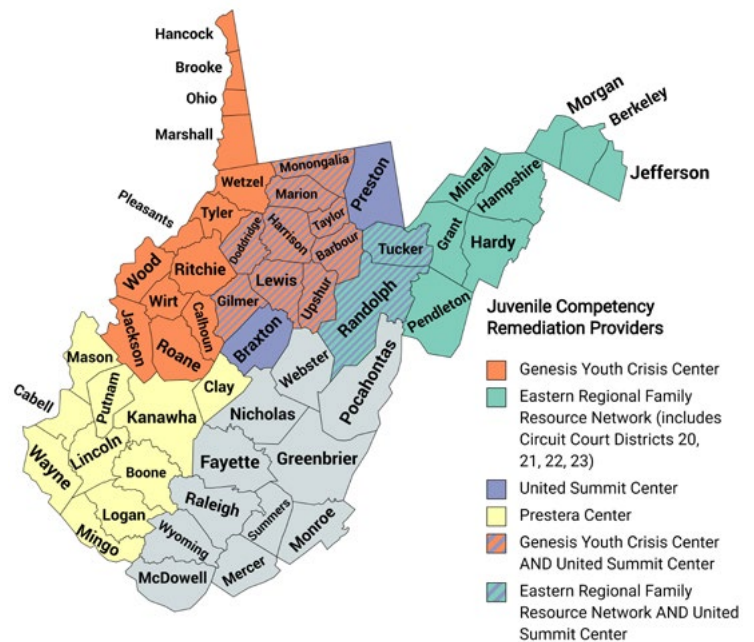 Hancock
Brooke
Ohio
Marshall
Morgan
Berkeley
Jefferson
Mineral
Hampshire
Monongalia
Preston
Wetzel
Marion
Pleasants
Tyler
Taylor
Doddridge
Harrison
Barbour
Tucker
Grant
Hardy
Wood
Ritchie
Lewis
Upshur
Randolph
Pendleton
Wirt
Calhoun
Gilmer
Jackson
Roane
Braxton
Webster
Pocahontas
Mason
Clay
Cabell
Putnam
Kanawha
Nicholas
Wayne
Lincoln
Boone
Fayette
Greenbrier
Logan
Raleigh
Summers
Monroe
Mingo
Wyoming
McDowell
Mercer
Juvenile Competency
Remediation Providers
Genesis Youth Crisis Center
Eastern Regional Family
Resource Network (includes
Circuit Court Districts 20,
21, 22, 23)
United Summit Center
Prestera Center
Genesis Youth Crisis Center
AND United Summit Center
Eastern Regional Family
Resource Network AND United
Summit Center